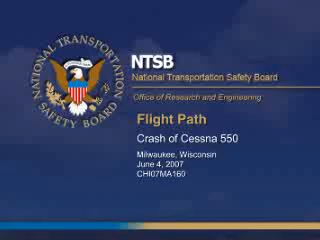 NATIONAL TRANSPORTATION
SAFETY BOARD
NTSB
National Transportation Safety Board
Office of Research and Engineering
Flight Path
Crash of Cessna 550
Milwaukee, Wisconsin
June 4, 2007
CHI07MA160